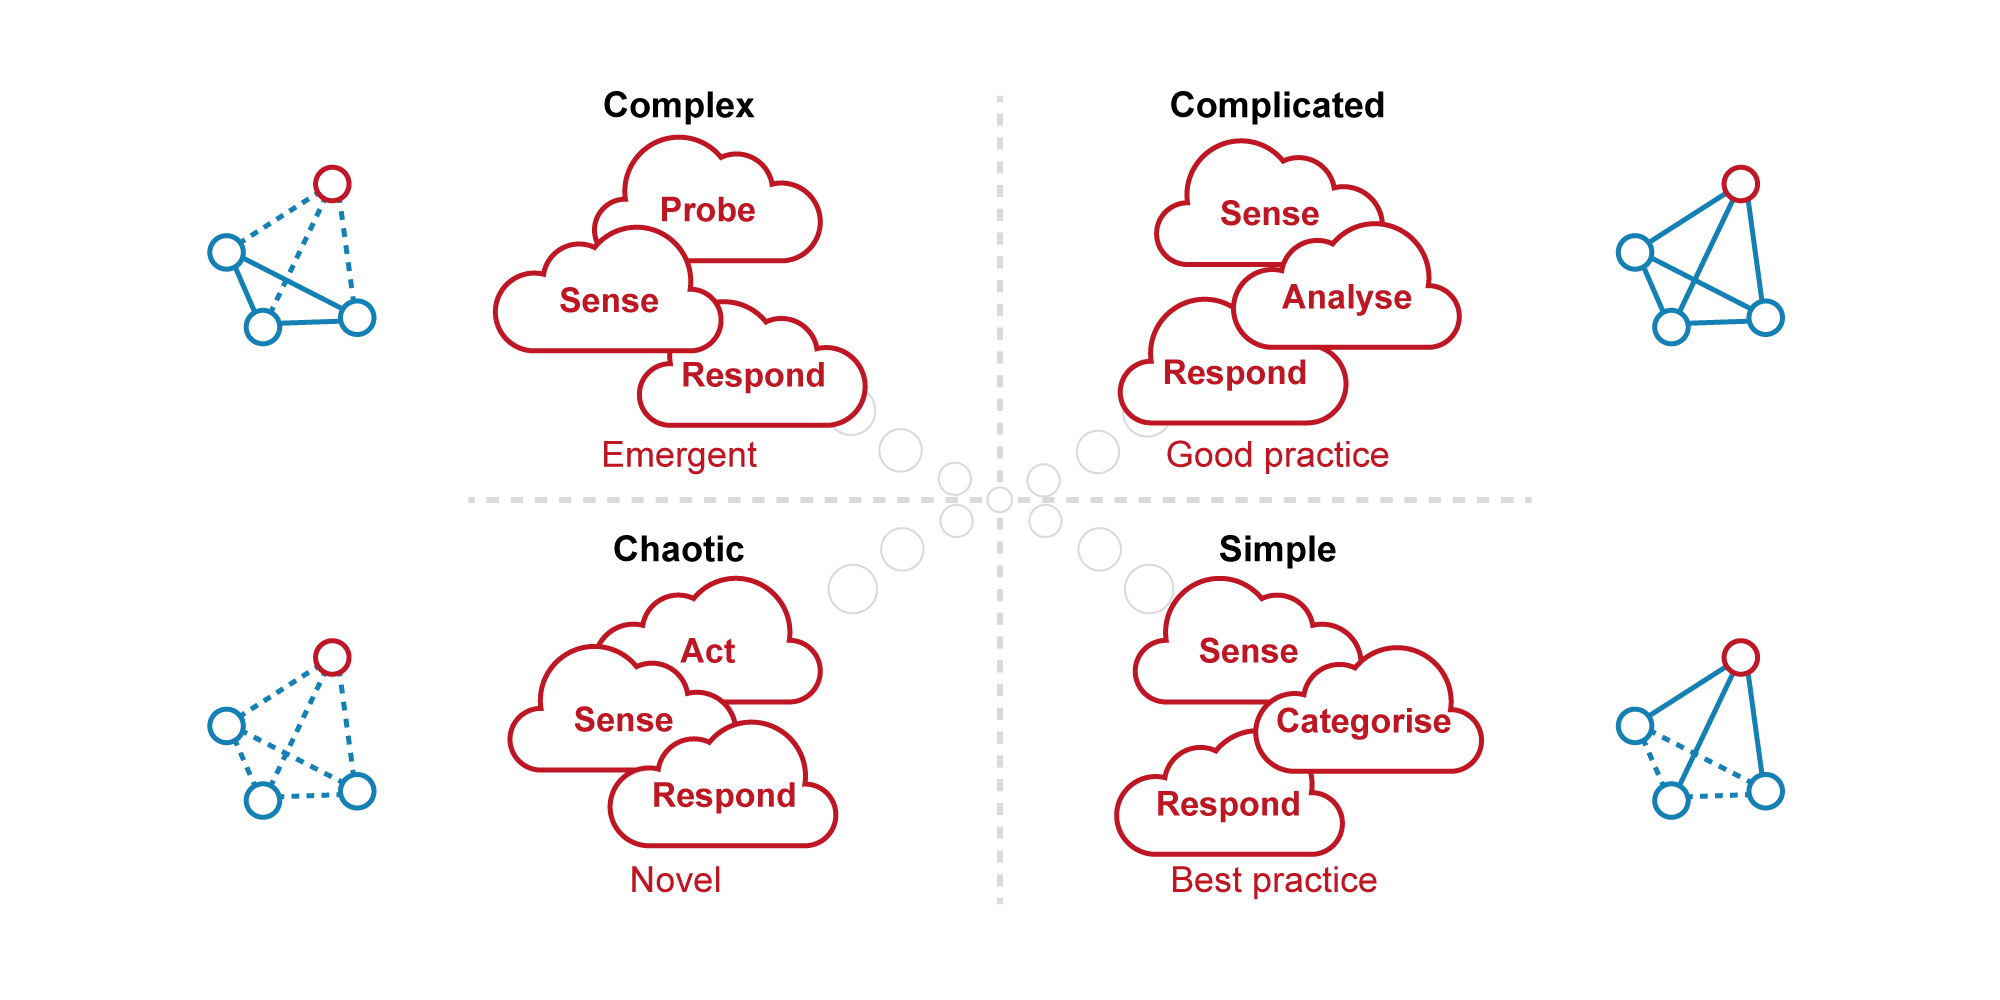 Complex
Probe
Sense
Respond
Emergent
Complicated
Sense
Analyse
Respond
Good practice
Chaotic
Act
Sense
Respond
Novel
Simple
Sense
Categorise
Respond
Best practice